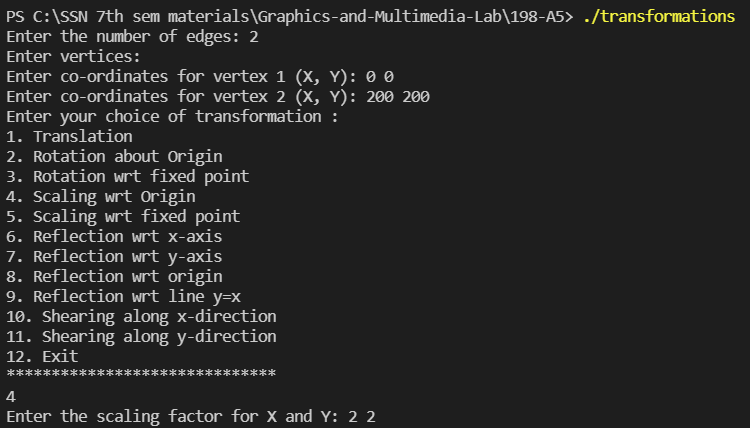 PS C:\SSN 7th sem materials\Graphics-and-Multimedia-Lab\198-A5> ./transformations
Enter the number of edges: 2
Enter vertices:
Enter co-ordinates for vertex 1 (X, Y): 0 0
Enter co-ordinates for vertex 2 (X, Y): 200 200
Enter your choice of transformation :
1. Translation
2. Rotation about Origin
3. Rotation wrt fixed point
4. Scaling wrt Origin
5. Scaling wrt fixed point
6. Reflection wrt x-axis
7. Reflection wrt y-axis
8. Reflection wrt origin
9. Reflection wrt line y=x
10. Shearing along x-direction
11. Shearing along y-direction
12. Exit
******************************
4
Enter the scaling factor for X and Y: 2 2